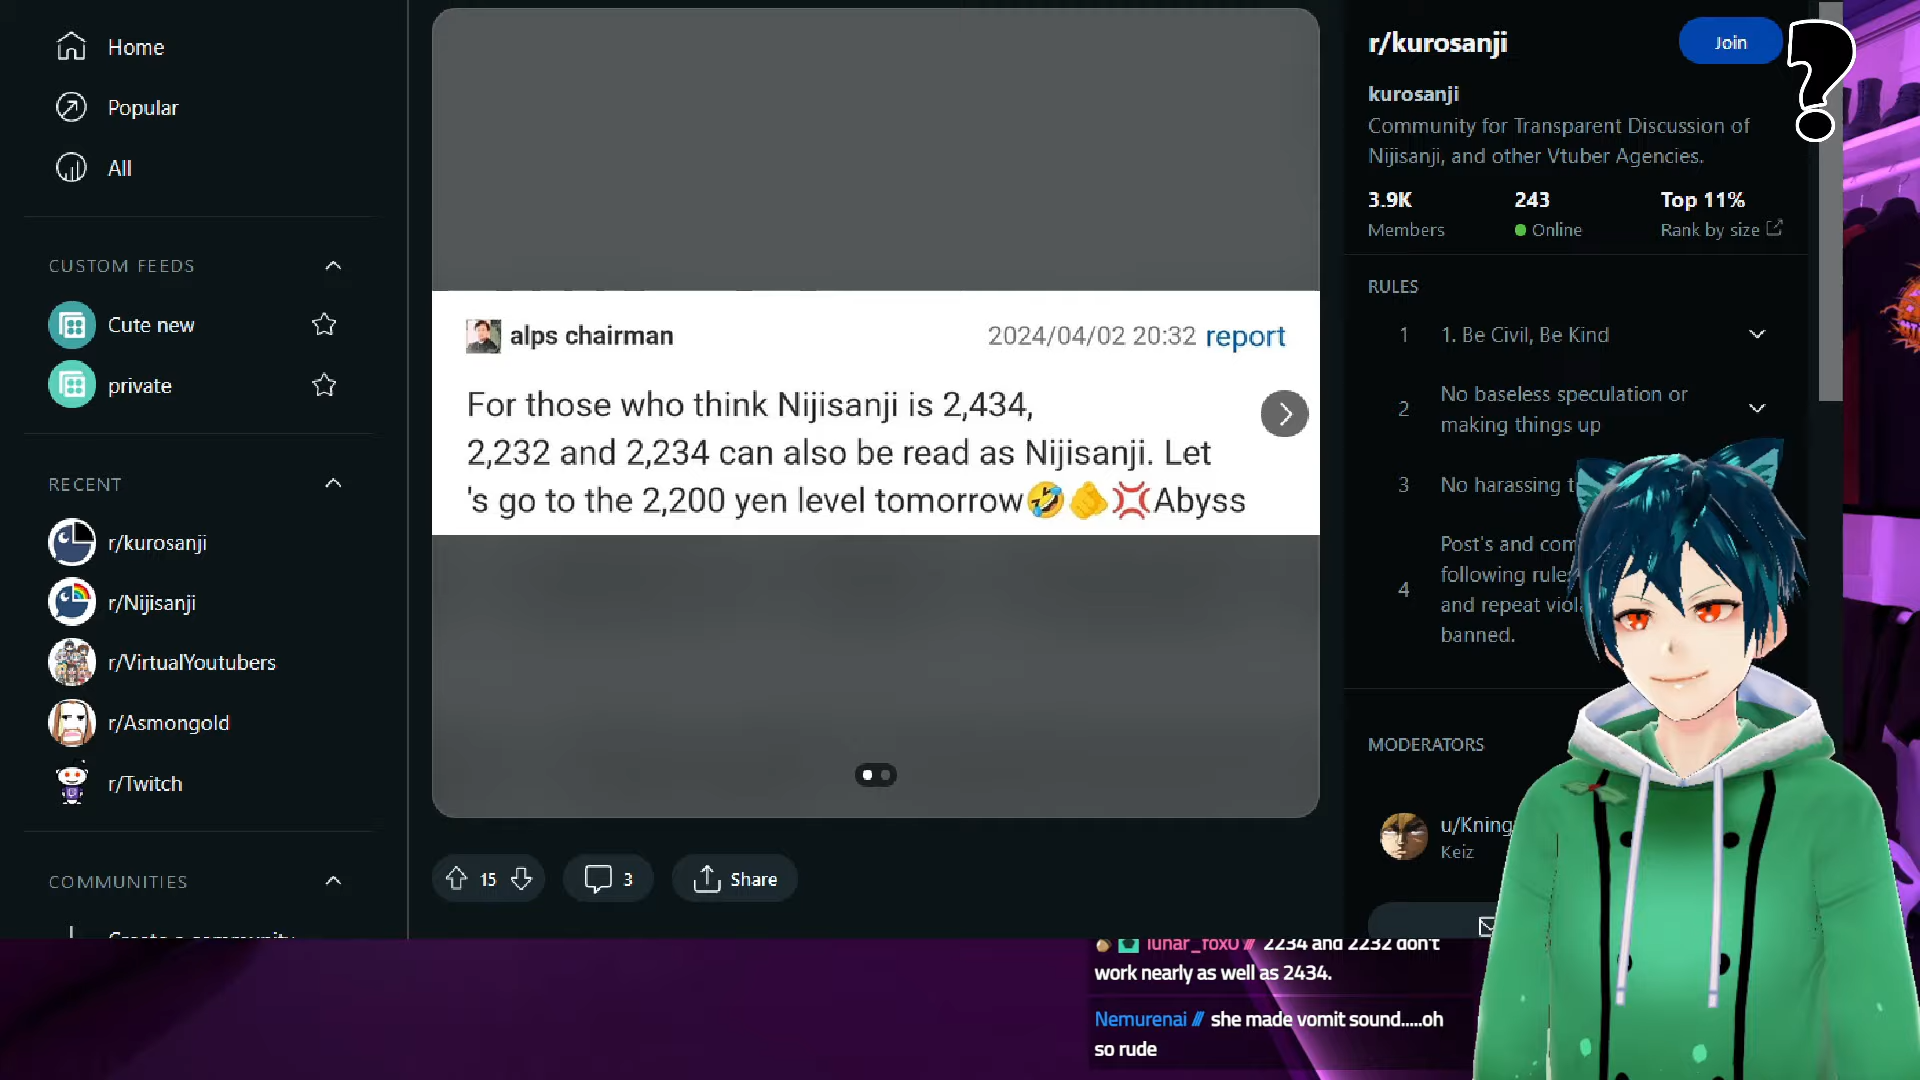 Home
Popular
All
CUSTOM FEEDS
Cute new
private
RECENT
r/kurosanji
r/Nijisanji
r/VirtualYoutubers
r/Asmongold
r/Twitch
COMMUNITIES
Create a community
alps chairman
2024/04/02 20:32 report
For those who think Nijisanji is 2,434,
2,232 and 2,234 can also be read as Nijisanji. Let
's go to the 2,200 yen level tomorrow🤣🫵💢Abyss
15
3
Share
r/kurosanji
Join
kurosanji
Community for Transparent Discussion of
Nijisanji, and other Vtuber Agencies.
3.9K 243 Top 11%
Members Online Rank by size
RULES
1 1. Be Civil, Be Kind
2 No baseless speculation or
making things up
3 No harassing
4 Post's and
following
and repeat
banned.
MODERATORS
u/Kning
Keiz
lunar_fox0 /// 2234 and 2232 don't
work nearly as well as 2434.
Nemurenai /// she made vomit sound.....oh
so rude
?